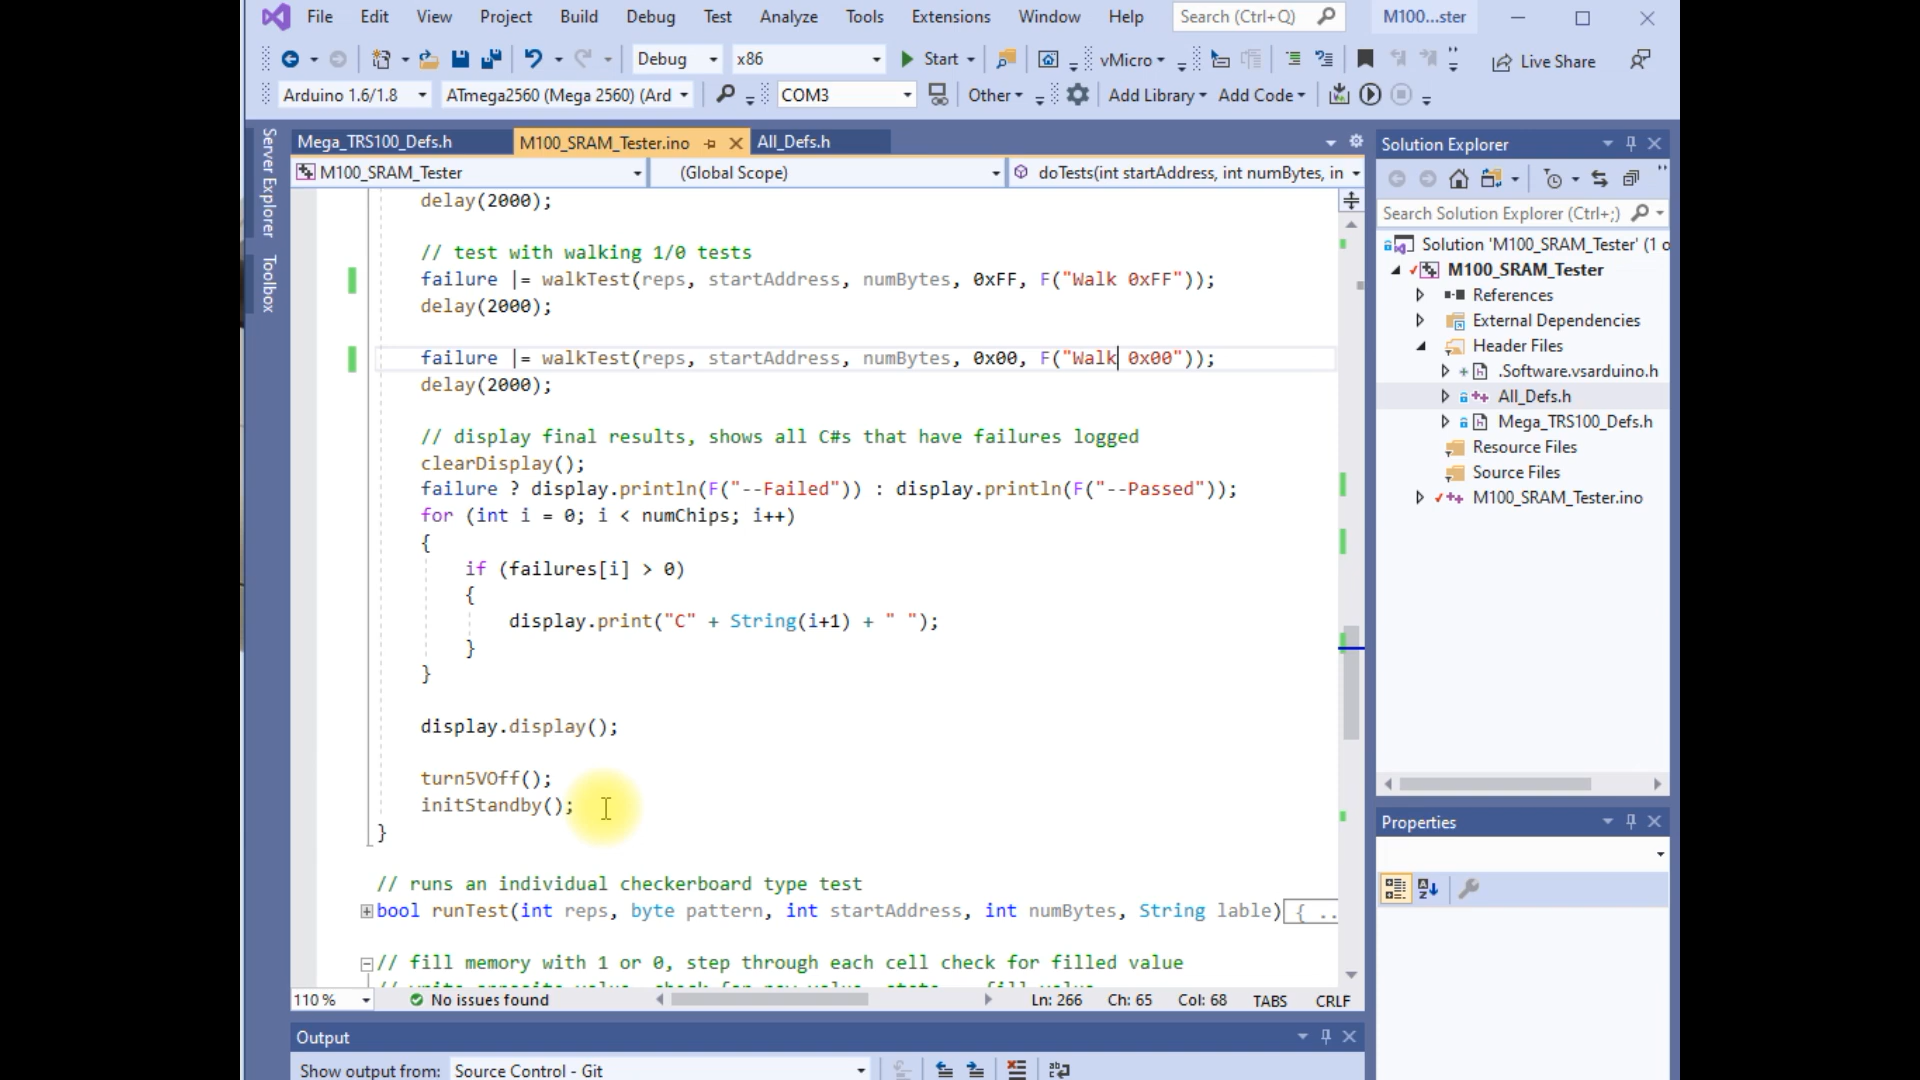 File Edit View Project Build Debug Test Analyze Tools Extensions Window Help Search (Ctrl+Q) M100...ster
Debug x86 Start vMicro Live Share
Arduino 1.6/1.8 ATmega2560 (Mega 2560) (Ard COM3 Other Add Library Add Code
Server Explorer
Toolbox
Mega_TRS100_Defs.h M100_SRAM_Tester.ino All_Defs.h
M100_SRAM_Tester (Global Scope) doTests(int startAddress, int numBytes, in
delay(2000);
// test with walking 1/0 tests
failure |= walkTest(reps, startAddress, numBytes, 0xFF, F("Walk 0xFF"));
delay(2000);
failure |= walkTest(reps, startAddress, numBytes, 0x00, F("Walk 0x00"));
delay(2000);
// display final results, shows all C#s that have failures logged
clearDisplay();
failure ? display.println(F("--Failed")) : display.println(F("--Passed"));
for (int i = 0; i < numChips; i++)
{
if (failures[i] > 0)
{
display.print("C" + String(i+1) + " ");
}
}
display.display();
turn5VOff();
initStandby();
}
// runs an individual checkerboard type test
bool runTest(int reps, byte pattern, int startAddress, int numBytes, String lable) { ..
// fill memory with 1 or 0, step through each cell check for filled value
110 % No issues found Ln: 266 Ch: 65 Col: 68 TABS CRLF
Output
Show output from: Source Control - Git
Solution Explorer
Search Solution Explorer (Ctrl+;)
Solution 'M100_SRAM_Tester' (1 o
M100_SRAM_Tester
References
External Dependencies
Header Files
.Software.vsarduino.h
All_Defs.h
Mega_TRS100_Defs.h
Resource Files
Source Files
M100_SRAM_Tester.ino
Properties